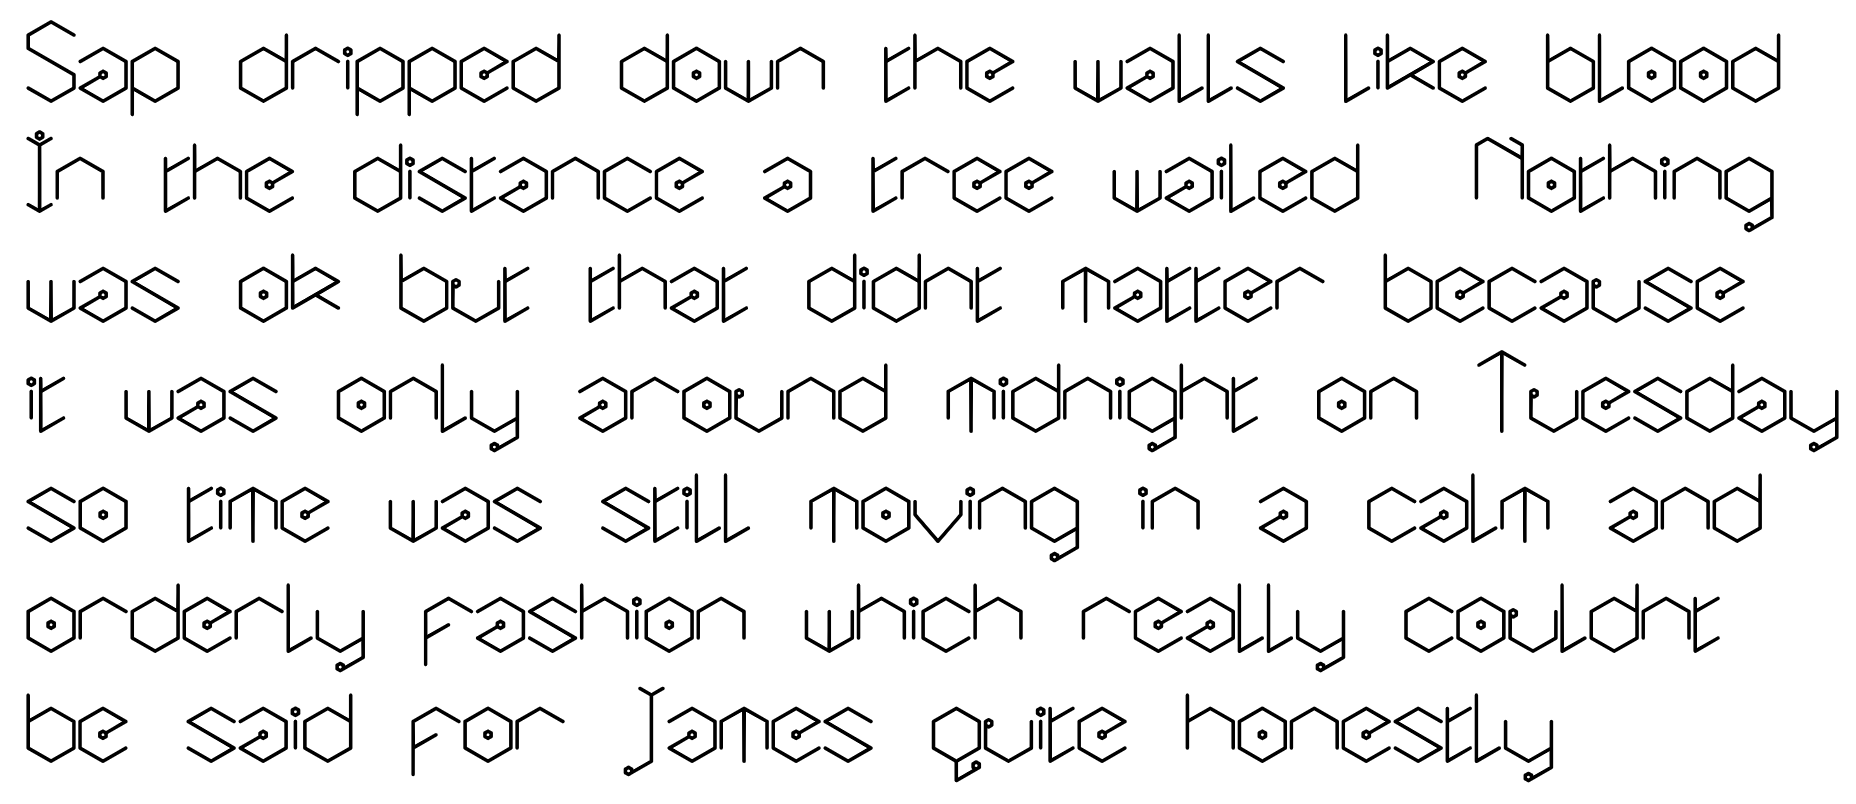 Sap dripped down the walls like blood
In the distance a tree wailed Nothing
was ok but that didnt matter because
it was only around midnight on Tuesday
so time was still moving in a calm and
orderly fashion which really couldnt
be said for James quite honestly